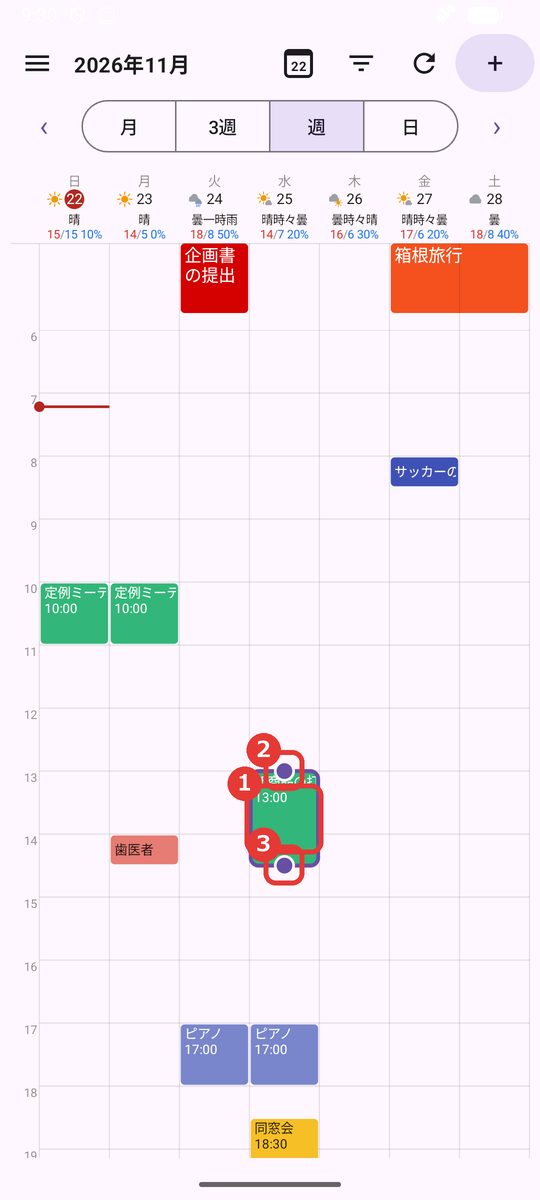 2026年11月
22
+
‹ 月 3週 週 日 ›
日 月 火 水 木 金 土
22 23 24 25 26 27 28
晴 晴 曇一時雨 晴時々曇 曇時々晴 晴時々曇 曇
15/15 10% 14/5 0% 18/8 50% 14/7 20% 16/6 30% 17/6 20% 18/8 40%
企画書
の提出
箱根旅行
6
7
8
サッカーの
9
10
定例ミーテ
10:00
定例ミーテ
10:00
11
12
2
13
1
13:00
14
3
歯医者
15
16
17
ピアノ
17:00
ピアノ
17:00
18
同窓会
18:30
19